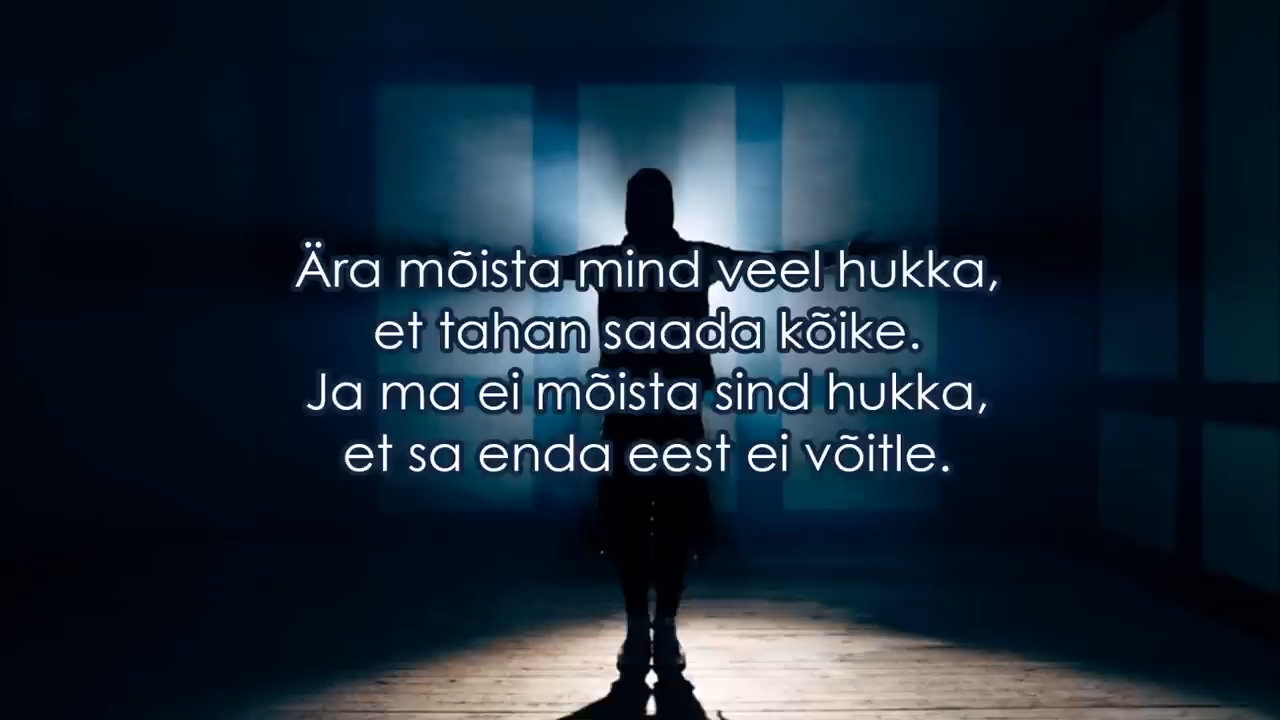 Ära mõista mind veel hukka,
et tahan saada kõike.
Ja ma ei mõista sind hukka,
et sa enda eest ei võitle.